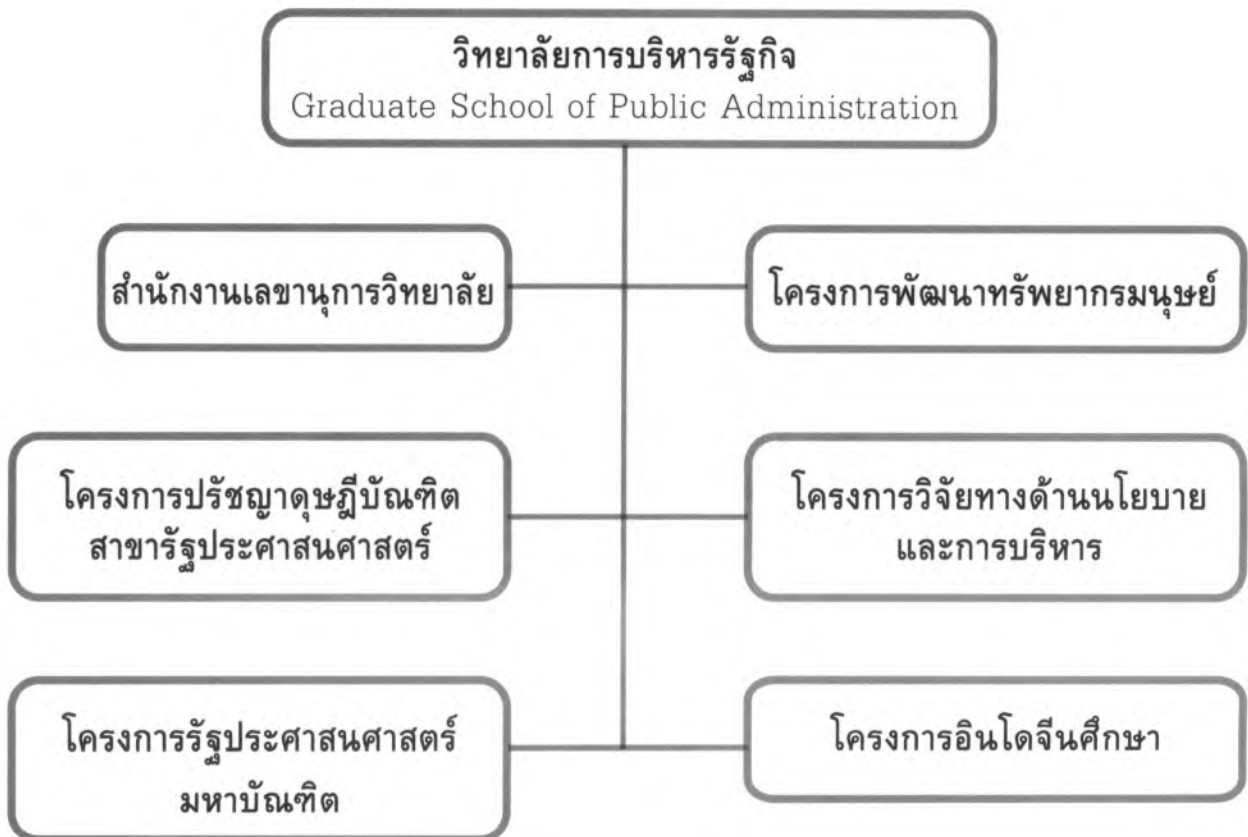 วิทยาลัยการบริหารรัฐกิจ
Graduate School of Public Administration
สำนักงานเลขานุการวิทยาลัย
โครงการพัฒนาทรัพยากรมนุษย์
โครงการปรัชญาดุษฎีบัณฑิต
สาขารัฐประศาสนศาสตร์
โครงการวิจัยทางด้านนโยบาย
และการบริหาร
โครงการรัฐประศาสนศาสตร์
มหาบัณฑิต
โครงการอินโดจีนศึกษา